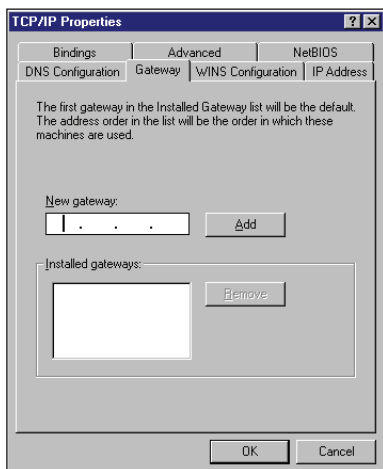 TCP/IP Properties
Bindings Advanced NetBIOS
DNS Configuration Gateway WINS Configuration IP Address
The first gateway in the Installed Gateway list will be the default.
The address order in the list will be the order in which these
machines are used.
New gateway:
. . .
Add
Installed gateways:
Remove
OK Cancel